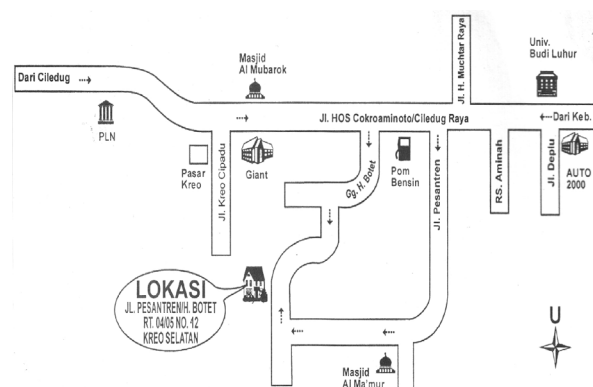 Dari Ciledug
PLN
Masjid
Al Mubarok
Jl. H. Muchtar Raya
Univ.
Budi Luhur
Jl. HOS Cokroaminoto/Ciledug Raya
Dari Keb.
Pasar
Kreo
Jl. Kreo Cipadu
Giant
Gg. H. Botet
Pom
Bensin
Jl. Pesantren
RS. Aminah
Jl. Deplu
AUTO
2000
LOKASI
JL. PESANTREN/H. BOTET
RT. 04/05 NO. 12
KREO SELATAN
U
Masjid
Al Ma'mur